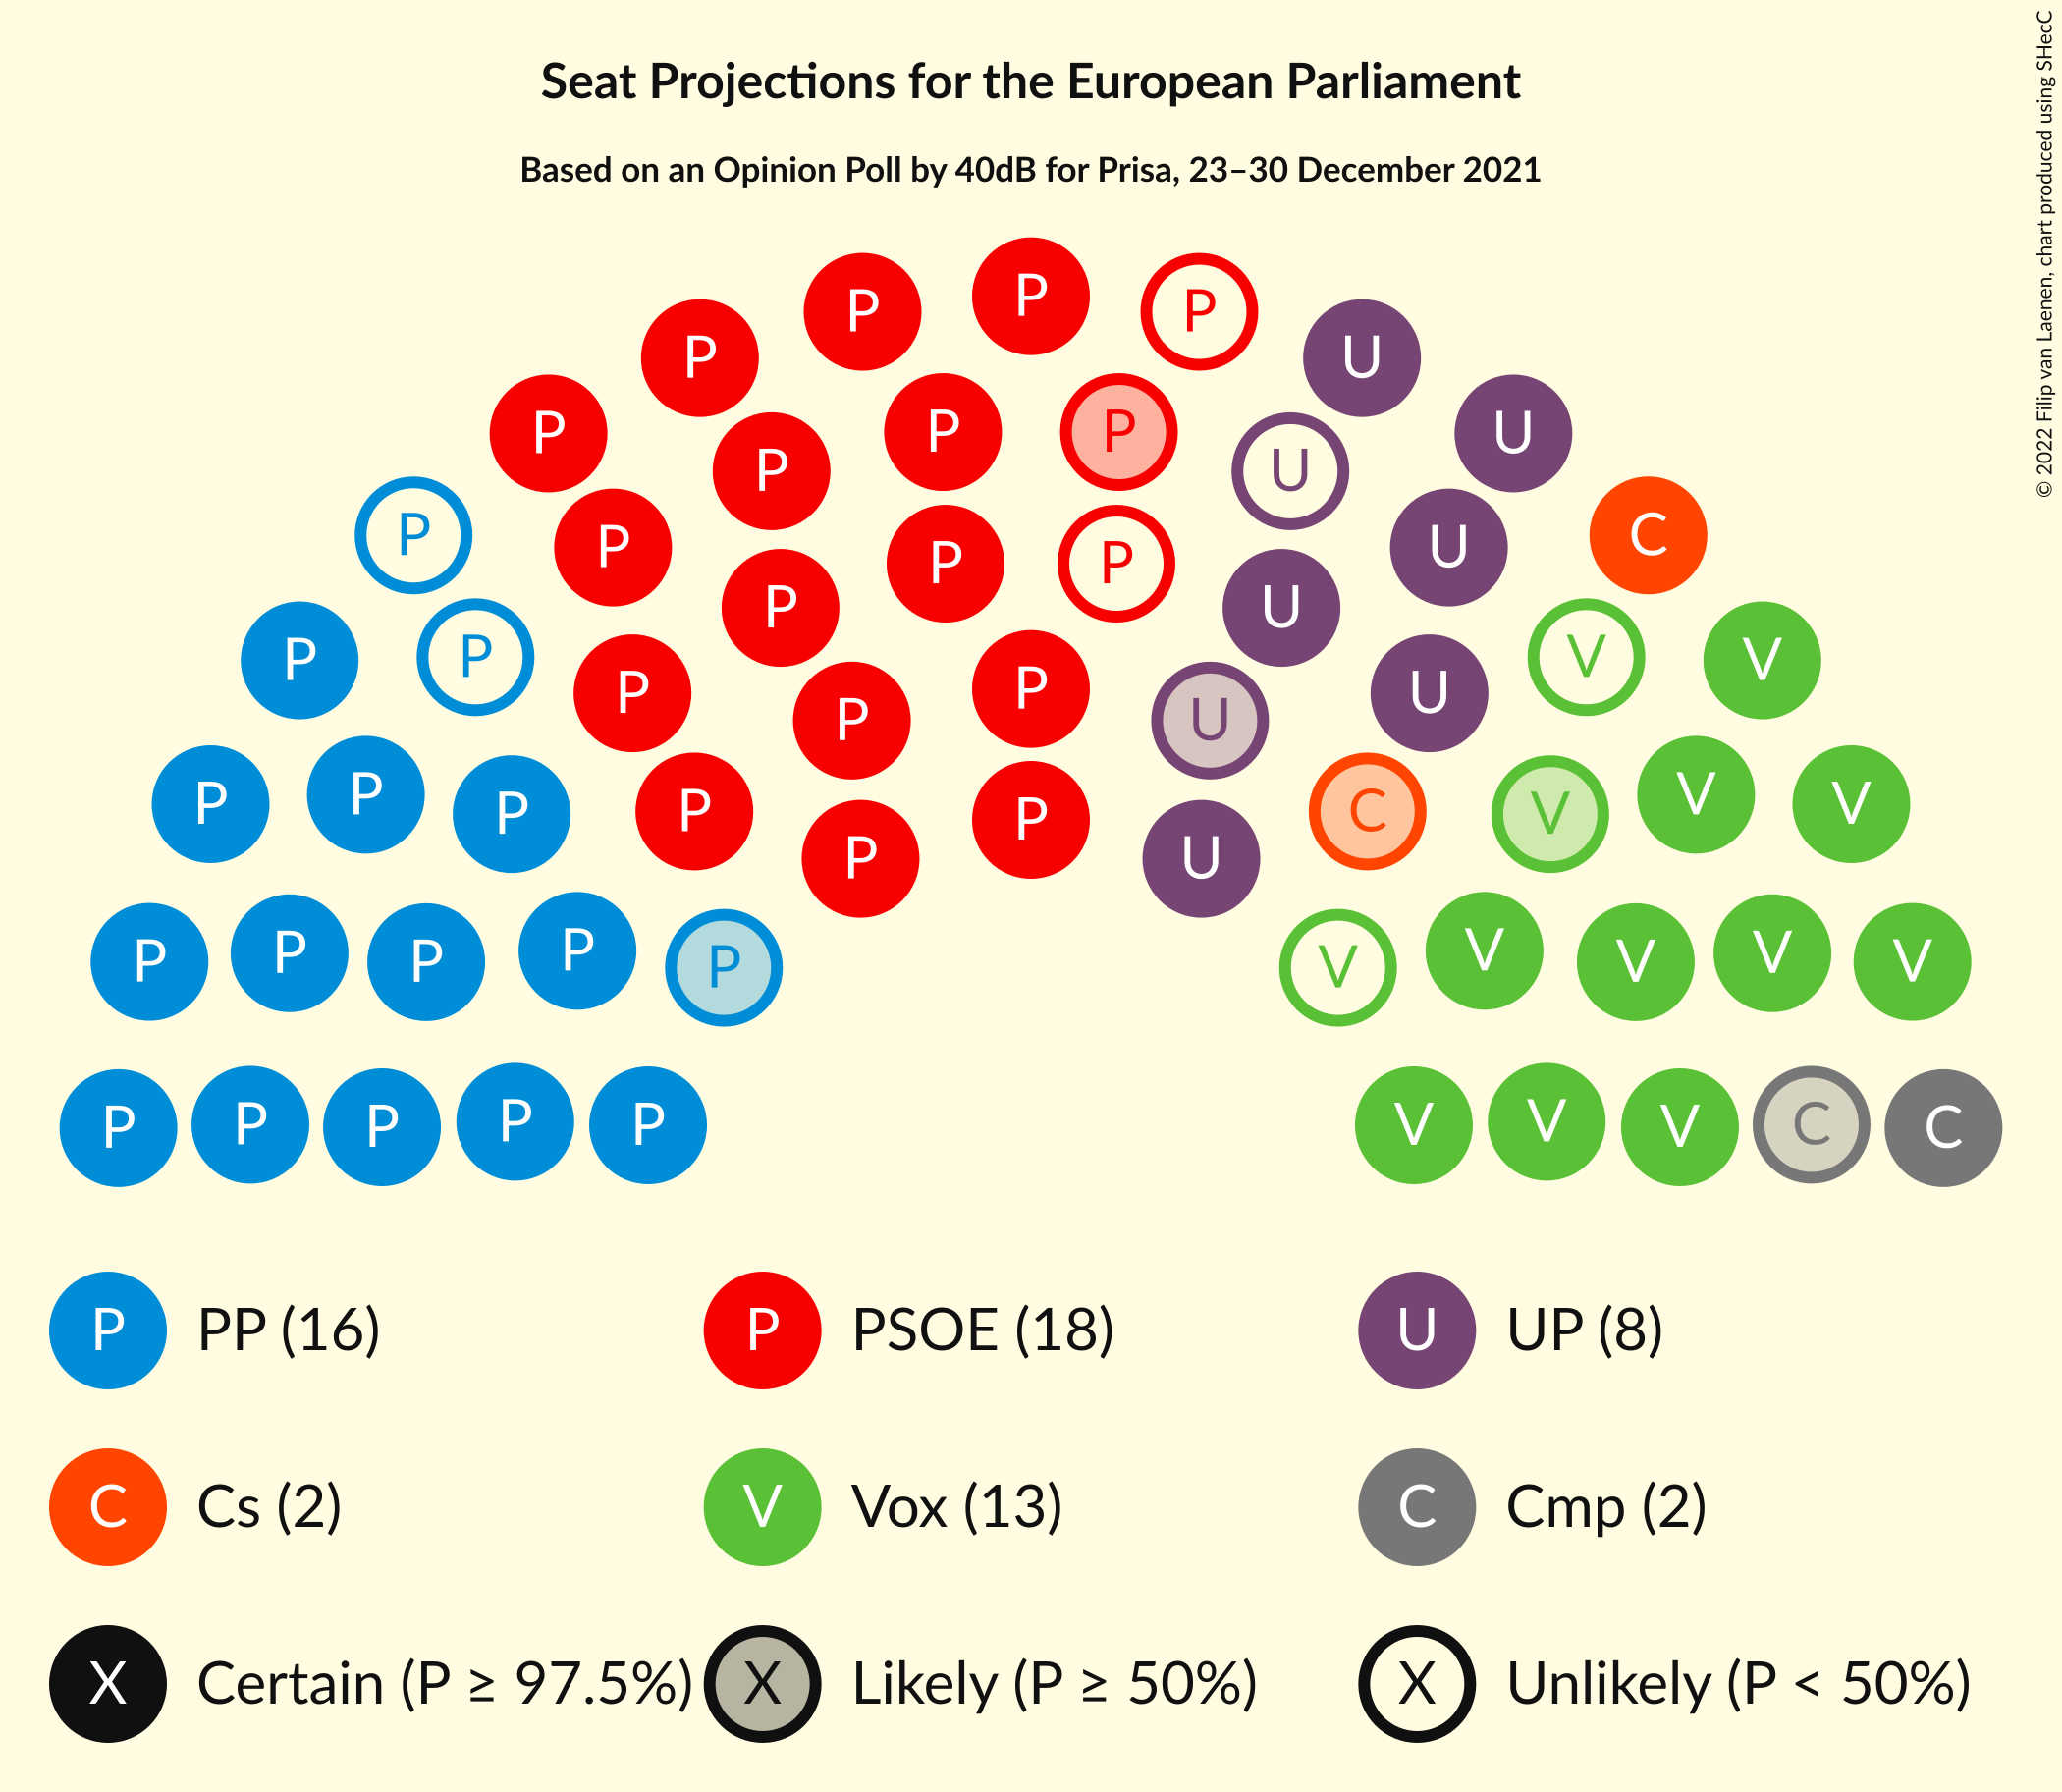 Seat Projections for the European Parliament
Based on an Opinion Poll by 40dB for Prisa, 23–30 December 2021
© 2022 Filip van Laenen, chart produced using SHecC
P P P
P P U
P P P U
P U
P P P C
P P P
P U
P P V V
P P U
P P U
P P P P P C V V V
P P U
P P P P P V V V V V
P P P P P V V V C C
P PP (16) P PSOE (18) U UP (8)
C Cs (2) V Vox (13) C Cmp (2)
X Certain (P ≥ 97.5%) X Likely (P ≥ 50%) X Unlikely (P < 50%)